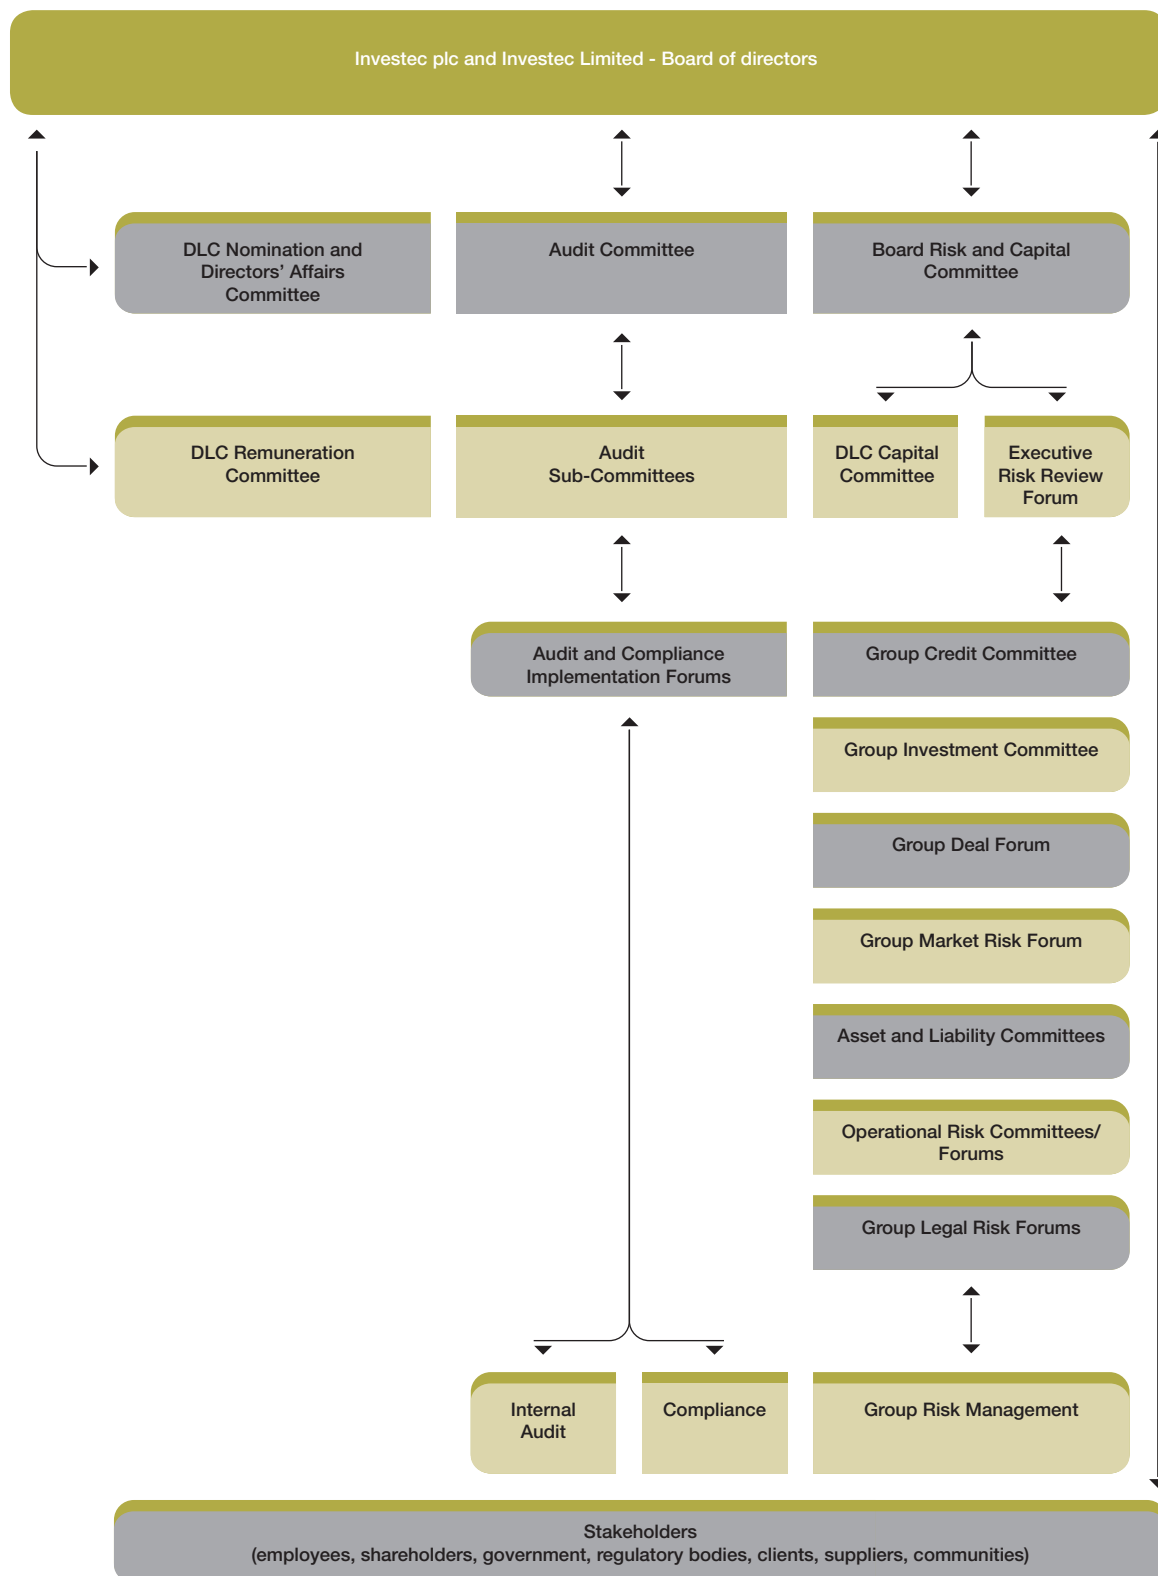 Investec plc and Investec Limited - Board of directors
DLC Nomination and
Directors’ Affairs
Committee
Audit Committee
Board Risk and Capital
Committee
DLC Remuneration
Committee
Audit
Sub-Committees
DLC Capital
Committee
Executive
Risk Review
Forum
Audit and Compliance
Implementation Forums
Group Credit Committee
Group Investment Committee
Group Deal Forum
Group Market Risk Forum
Asset and Liability Committees
Operational Risk Committees/
Forums
Group Legal Risk Forums
Internal
Audit
Compliance
Group Risk Management
Stakeholders
(employees, shareholders, government, regulatory bodies, clients, suppliers, communities)